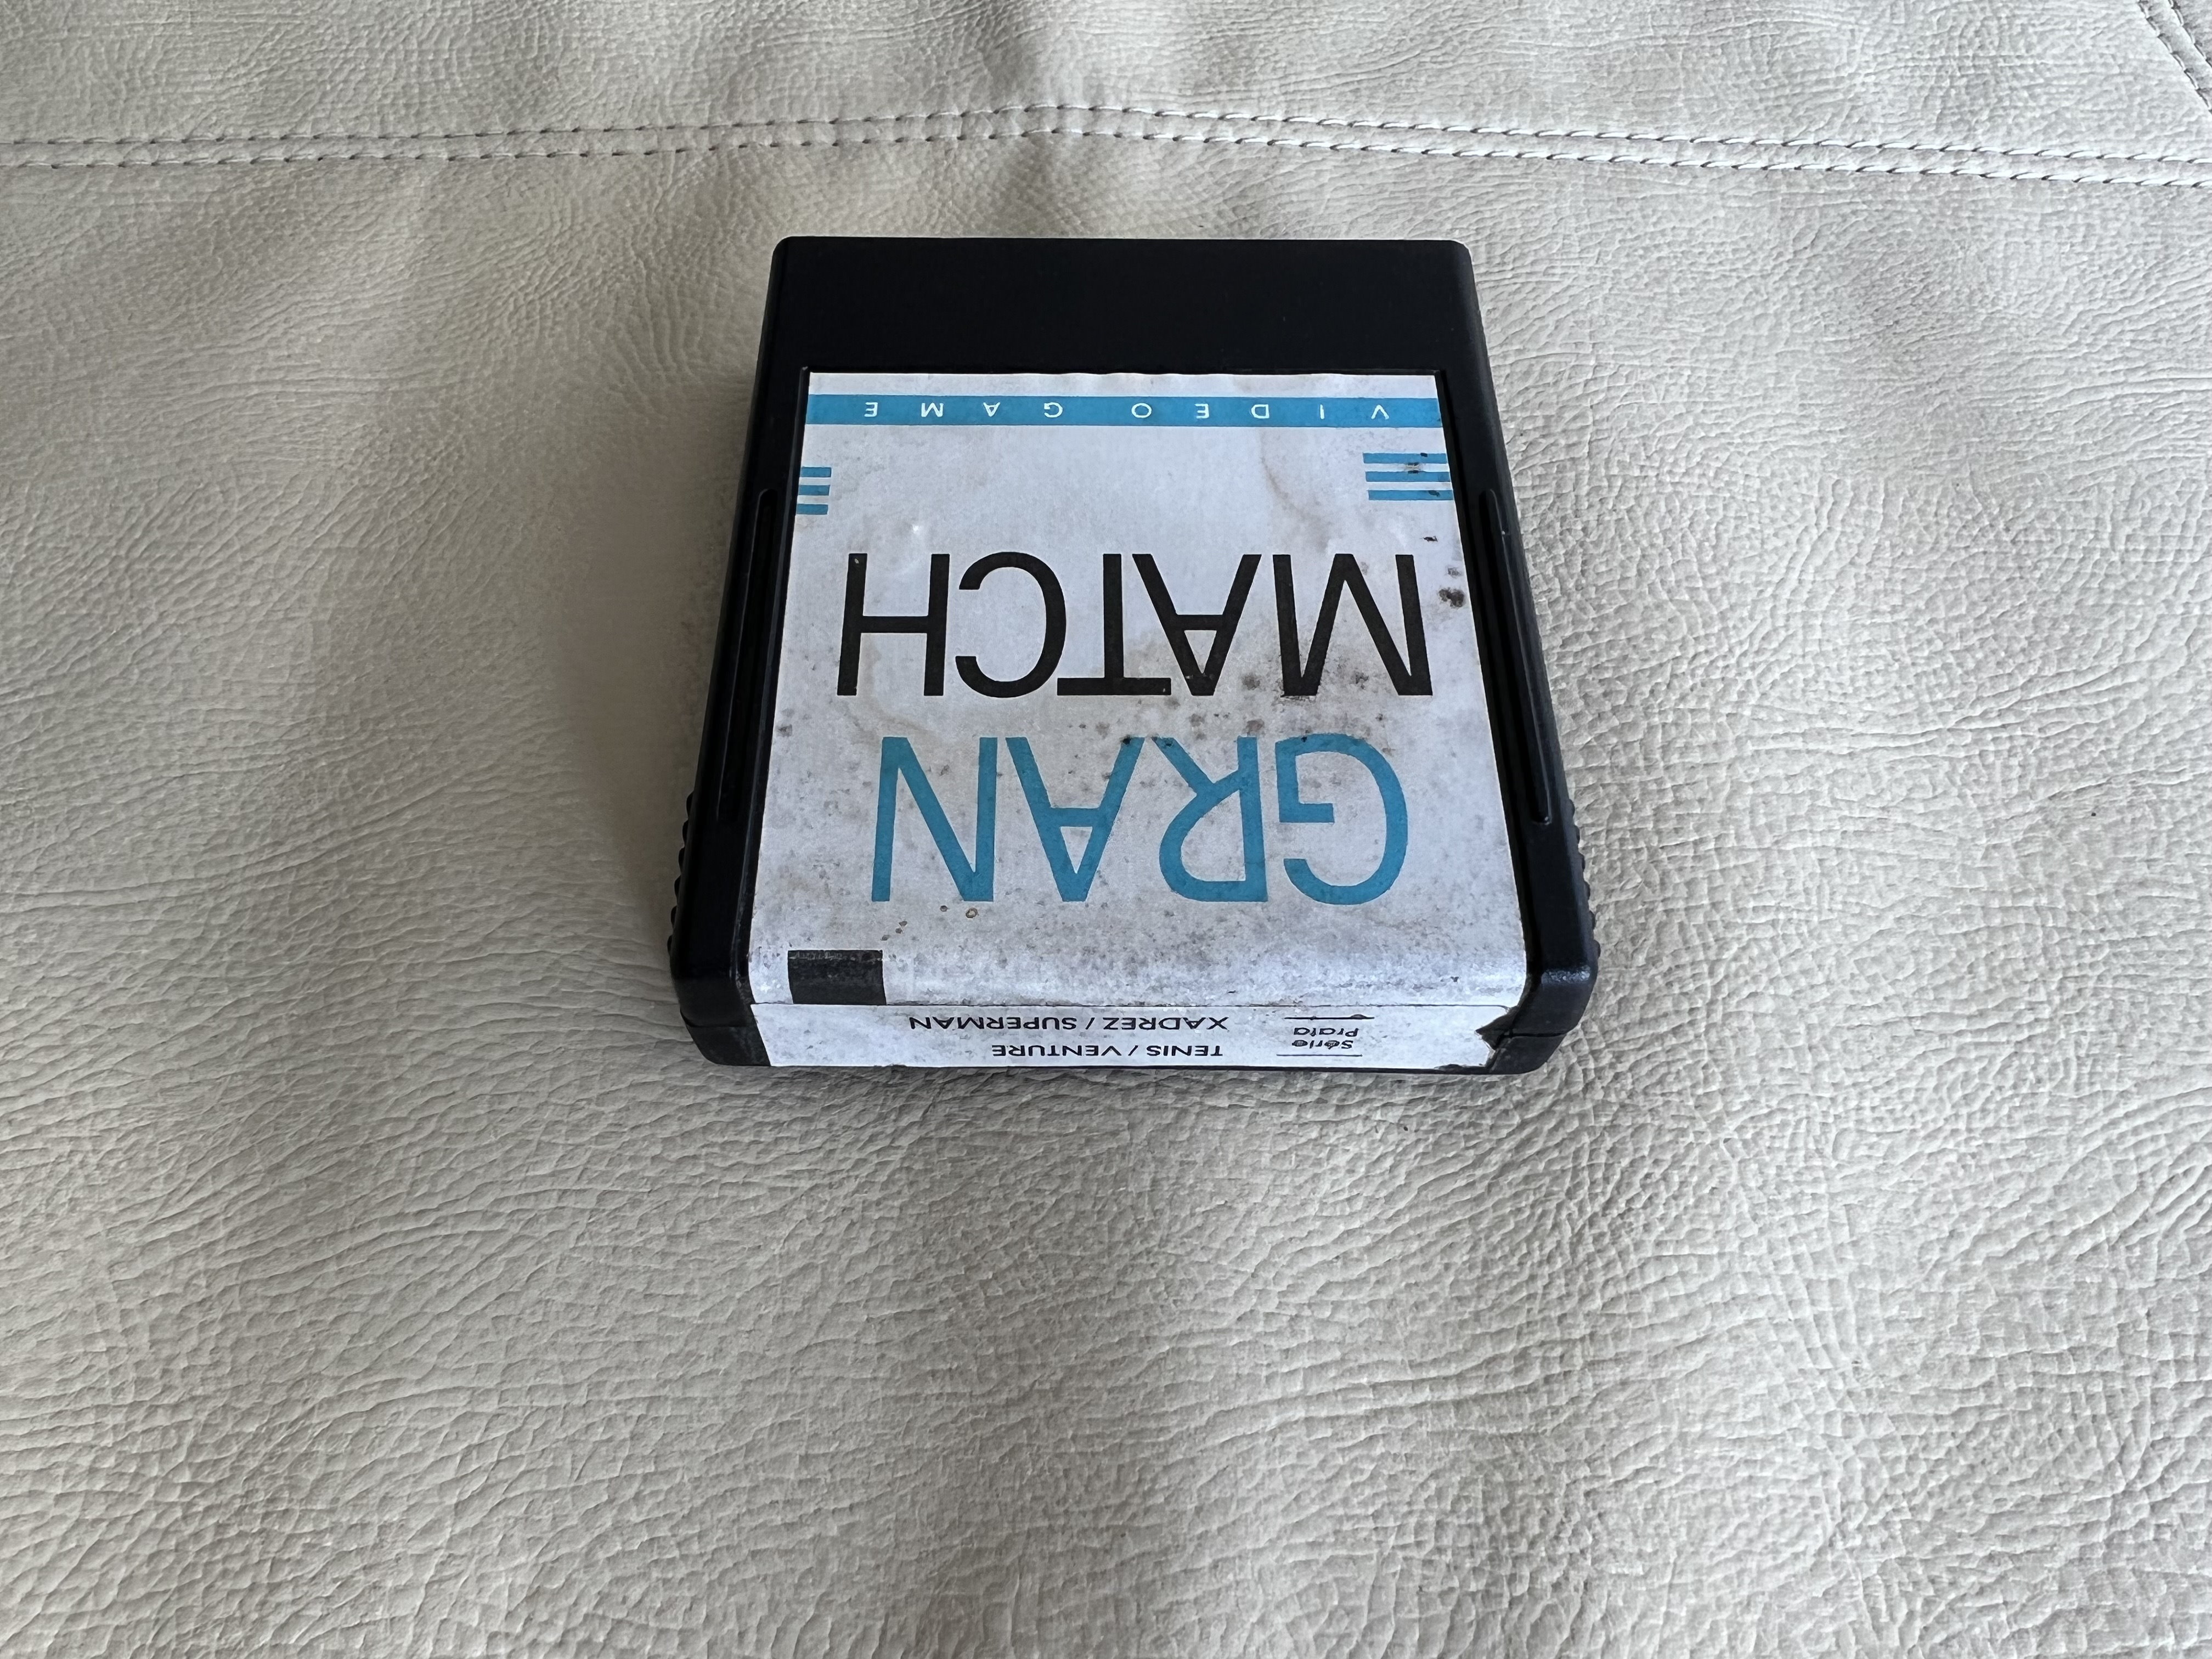 TENIS / VENTURE
XADREZ / SUPERMAN
Série
Prata
GRAN
MATCH
VIDEO GAME